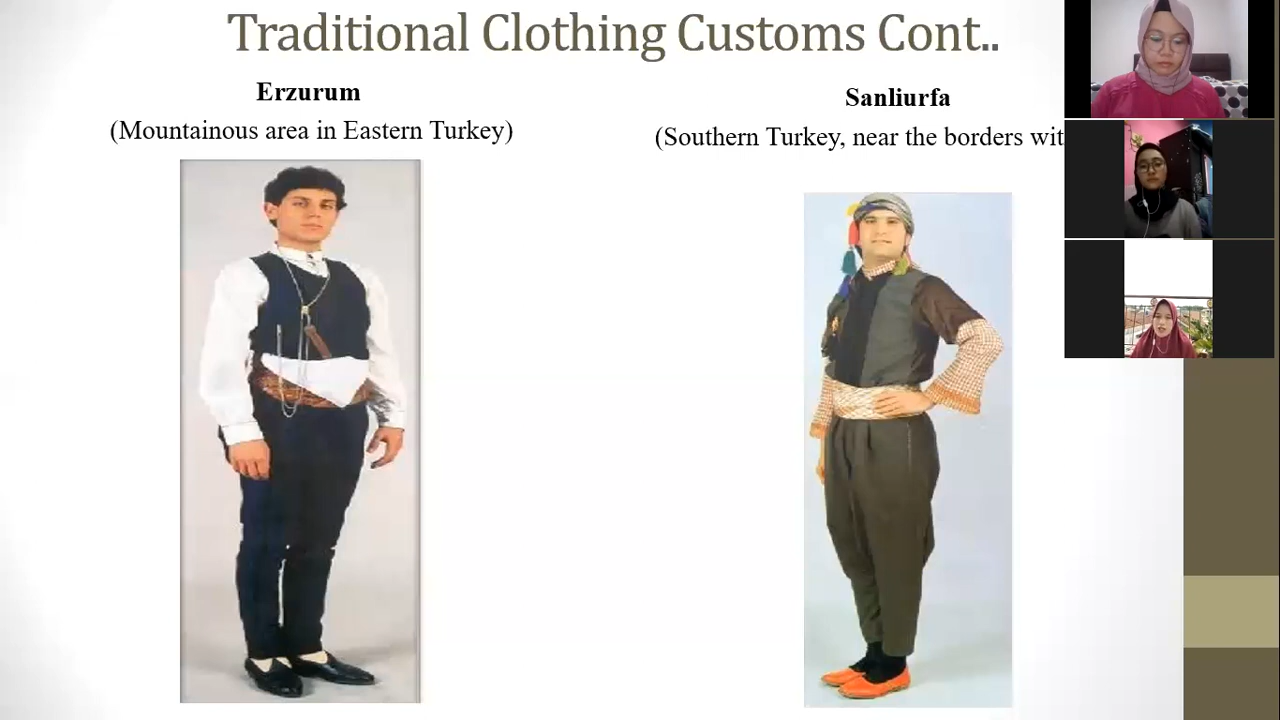 Traditional Clothing Customs Cont..
Erzurum
(Mountainous area in Eastern Turkey)
Sanliurfa
(Southern Turkey, near the borders wit